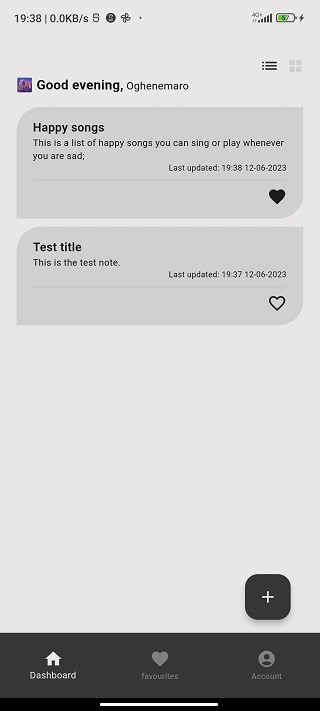 19:38 | 0.0KB/s
4G+
57
Good evening, Oghenemaro
Happy songs
This is a list of happy songs you can sing or play whenever
you are sad;
Last updated: 19:38 12-06-2023
Test title
This is the test note.
Last updated: 19:37 12-06-2023
Dashboard
favourites
Account